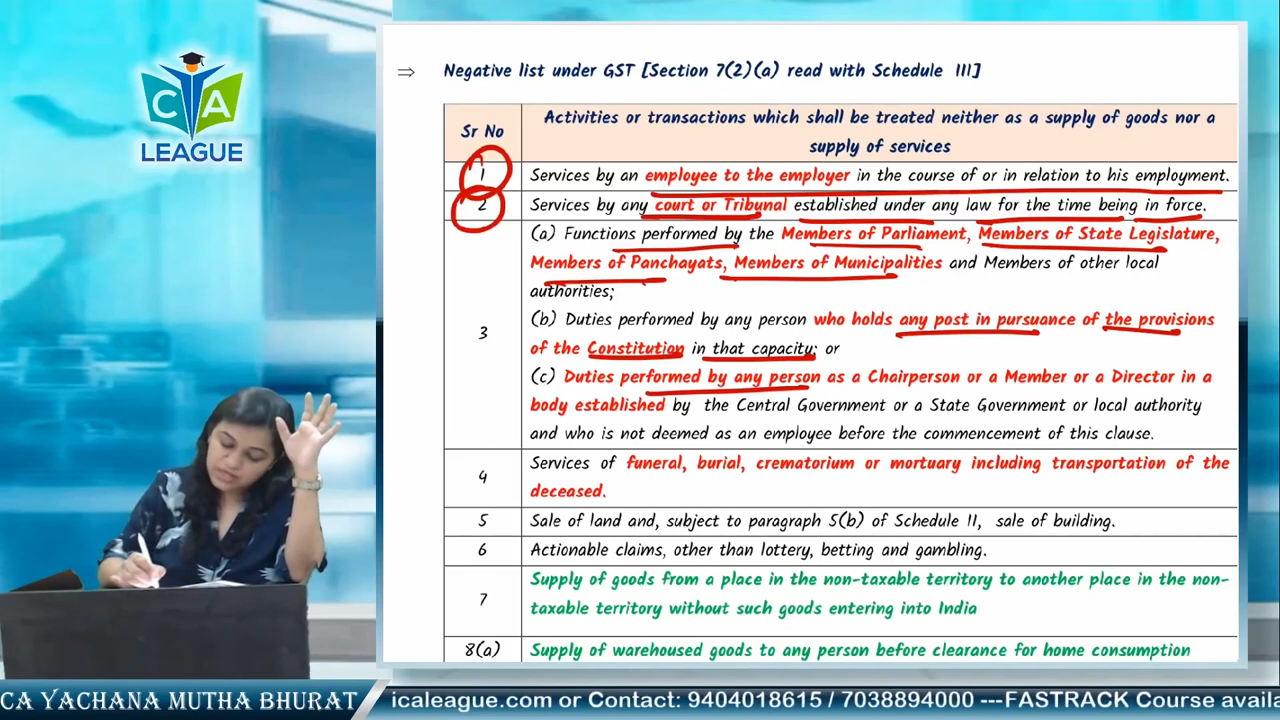 CA
LEAGUE
⇒ Negative list under GST [Section 7(2)(a) read with Schedule III]
Sr No
Activities or transactions which shall be treated neither as a supply of goods nor a
supply of services
1 Services by an employee to the employer in the course of or in relation to his employment.
2 Services by any court or Tribunal established under any law for the time being in force.
3
(a) Functions performed by the Members of Parliament, Members of State Legislature,
Members of Panchayats, Members of Municipalities and Members of other local
authorities;
(b) Duties performed by any person who holds any post in pursuance of the provisions
of the Constitution in that capacity; or
(c) Duties performed by any person as a Chairperson or a Member or a Director in a
body established by the Central Government or a State Government or local authority
and who is not deemed as an employee before the commencement of this clause.
4
Services of funeral, burial, crematorium or mortuary including transportation of the
deceased.
5 Sale of land and, subject to paragraph 5(b) of Schedule II, sale of building.
6 Actionable claims, other than lottery, betting and gambling.
7
Supply of goods from a place in the non-taxable territory to another place in the non-
taxable territory without such goods entering into India
8(a) Supply of warehoused goods to any person before clearance for home consumption
CA YACHANA MUTHA BHURAT
icaleague.com or Contact: 9404018615 / 7038894000 ---FASTRACK Course availa